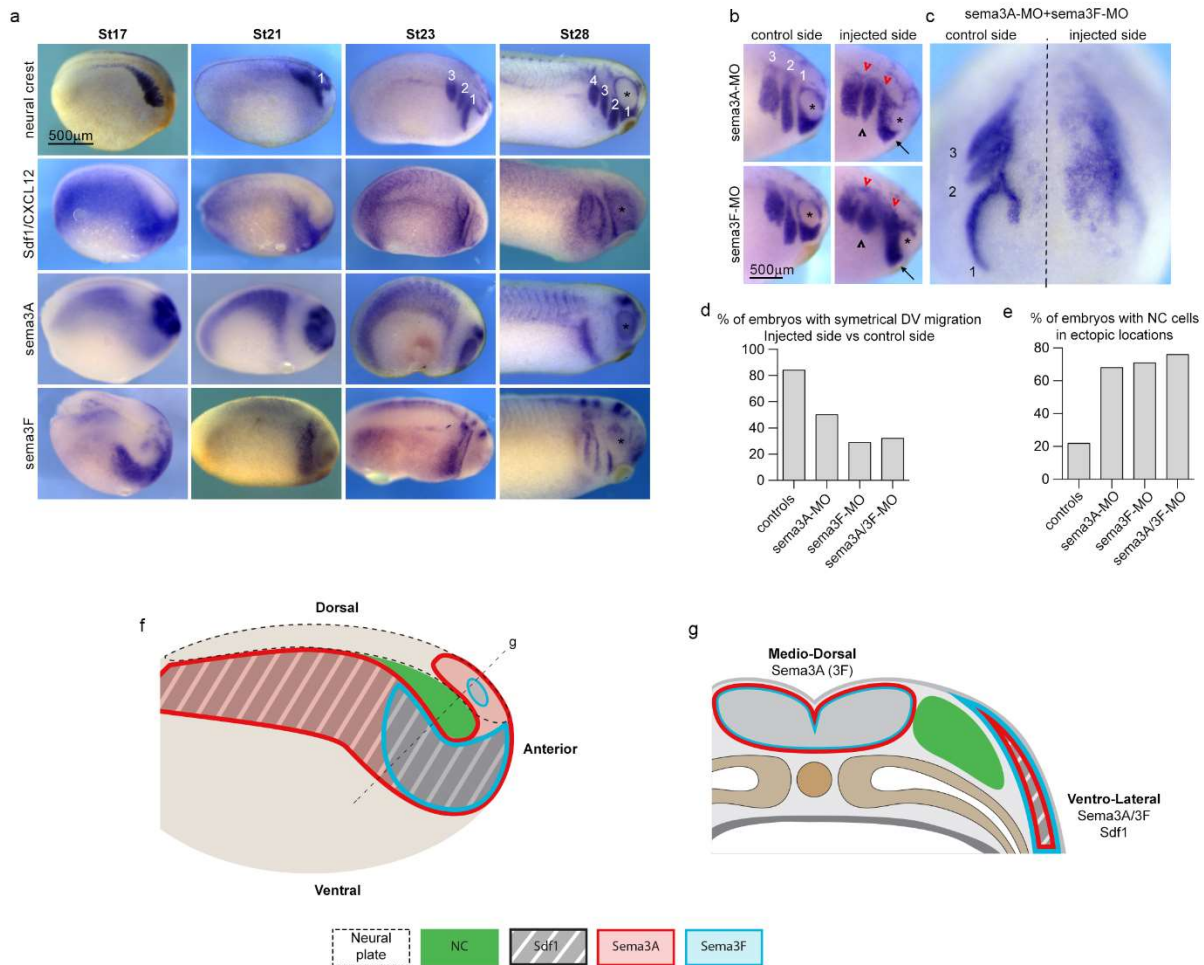 a
St17 St21 St23 St28
neural crest
500µm
1
3
2
1
4
3
2
1
*
Sdf1/CXCL12
*
sema3A
*
sema3F
*
b
control side injected side
sema3A-MO
3
2
1
*
v
v
*
^
sema3F-MO
*
v
v
*
^
500µm
c
sema3A-MO+sema3F-MO
control side injected side
3
2
1
d
% of embryos with symetrical DV migration
Injected side vs control side
100
80
60
40
20
0
controls
sema3A-MO
sema3F-MO
sema3A/3F-MO
e
% of embryos with NC cells
in ectopic locations
80
60
40
20
0
controls
sema3A-MO
sema3F-MO
sema3A/3F-MO
f
Dorsal
g
Anterior
Ventral
g
Medio-Dorsal
Sema3A (3F)
Ventro-Lateral
Sema3A/3F
Sdf1
Neural
plate
NC
Sdf1
Sema3A
Sema3F